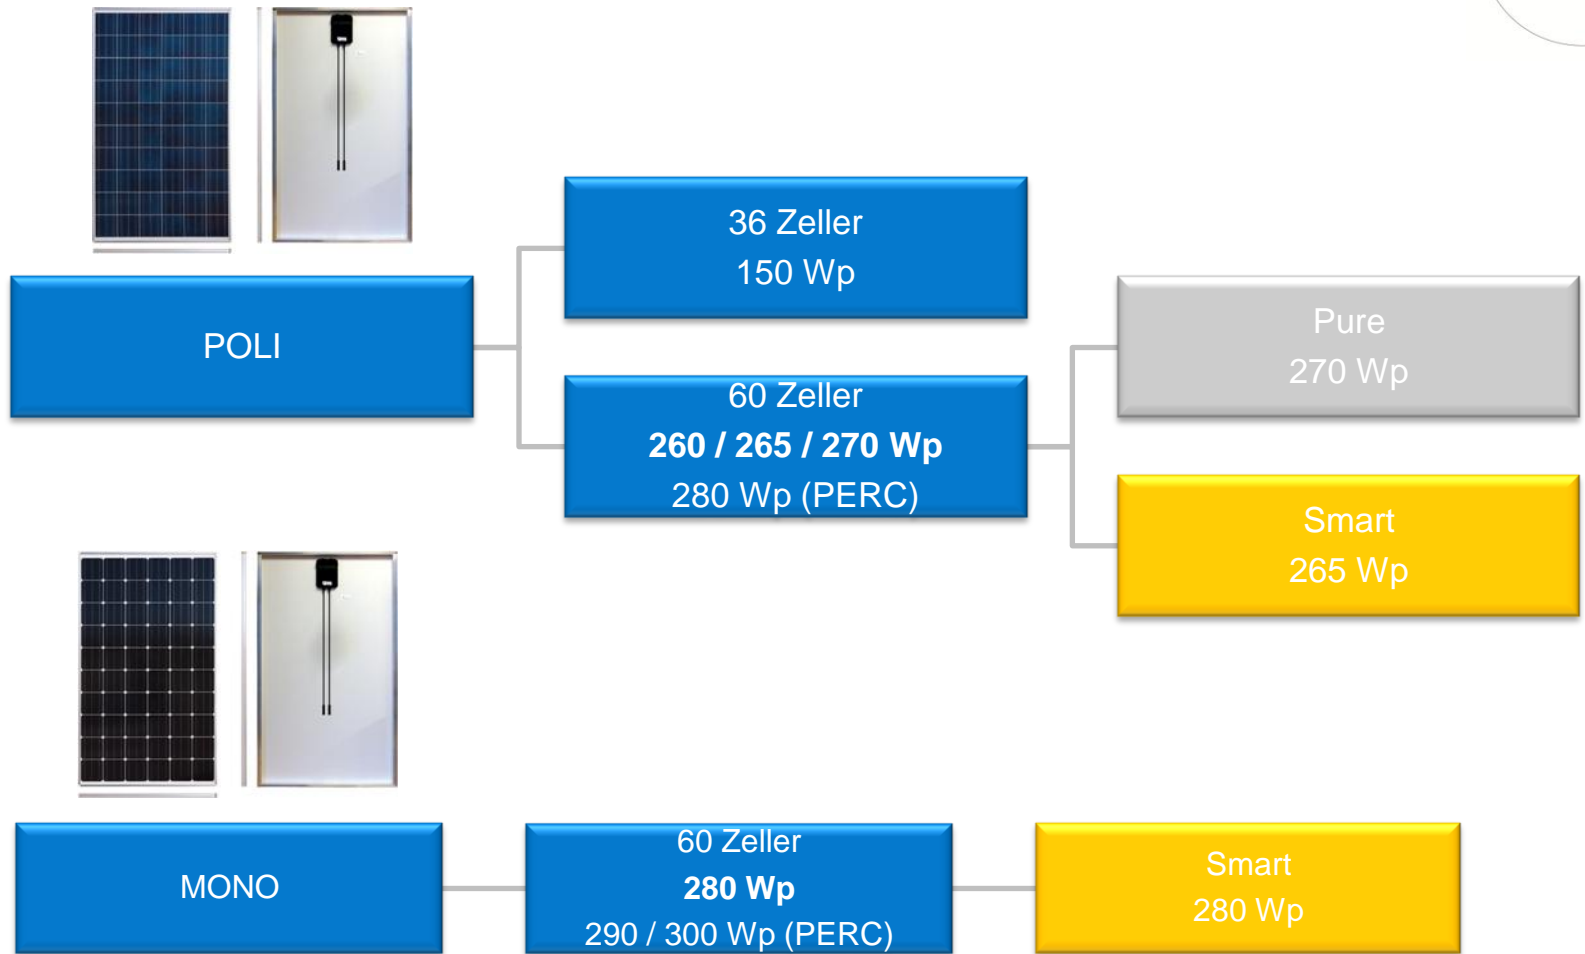 36 Zeller
150 Wp
POLI
60 Zeller
260 / 265 / 270 Wp
280 Wp (PERC)
Pure
270 Wp
Smart
265 Wp
MONO
60 Zeller
280 Wp
290 / 300 Wp (PERC)
Smart
280 Wp